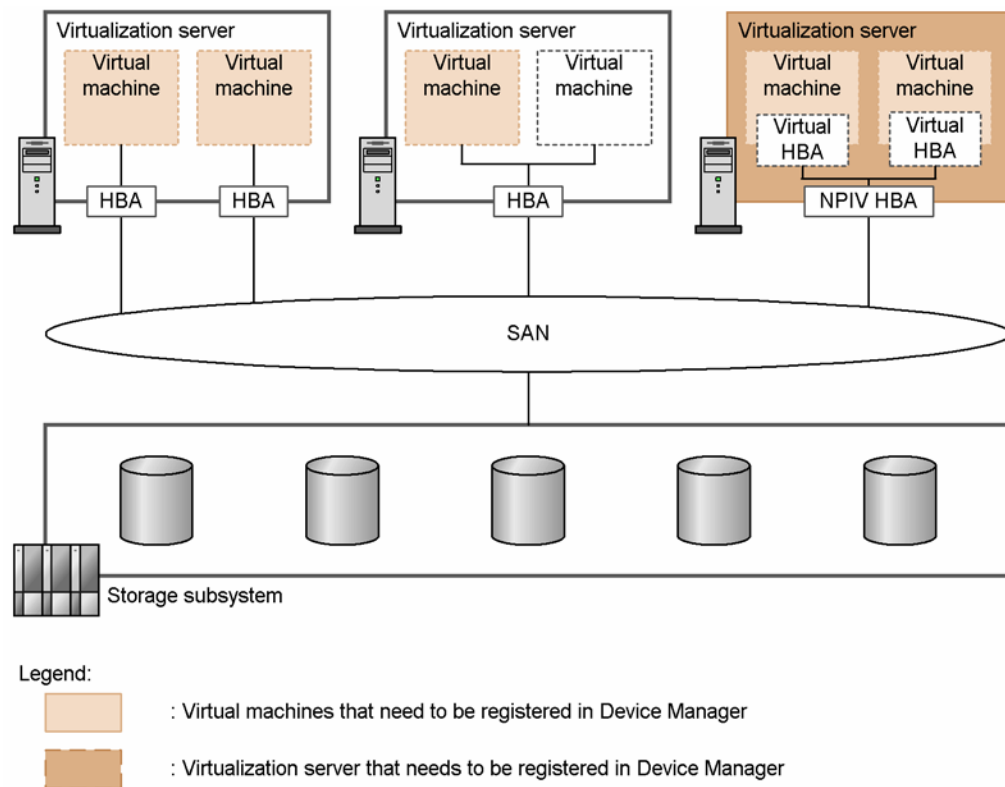 Virtualization server
Virtual machine
Virtual machine
HBA
HBA
Virtualization server
Virtual machine
Virtual machine
HBA
Virtualization server
Virtual machine
Virtual machine
Virtual HBA
Virtual HBA
NPIV HBA
SAN
Storage subsystem
Legend:
: Virtual machines that need to be registered in Device Manager
: Virtualization server that needs to be registered in Device Manager